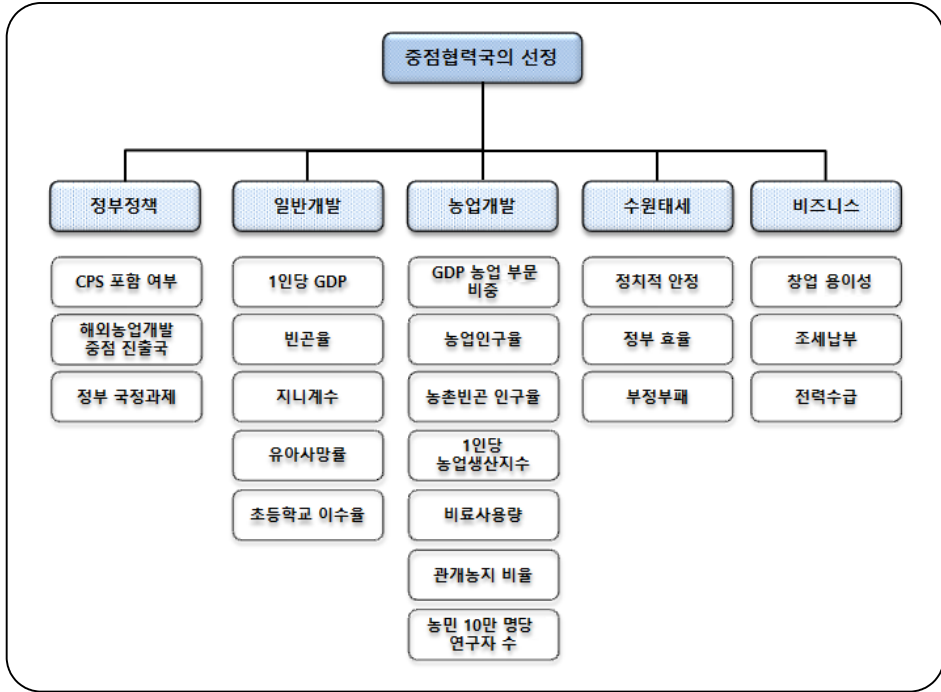 중점협력국의 선정
정부정책
일반개발
농업개발
수원태세
비즈니스
CPS 포함 여부
해외농업개발
중점 진출국
정부 국정과제
1인당 GDP
빈곤율
지니계수
유아사망률
초등학교 이수율
GDP 농업 부문
비중
농업인구율
농촌빈곤 인구율
1인당
농업생산지수
비료사용량
관개농지 비율
농민 10만 명당
연구자 수
정치적 안정
정부 효율
부정부패
창업 용이성
조세납부
전력수급